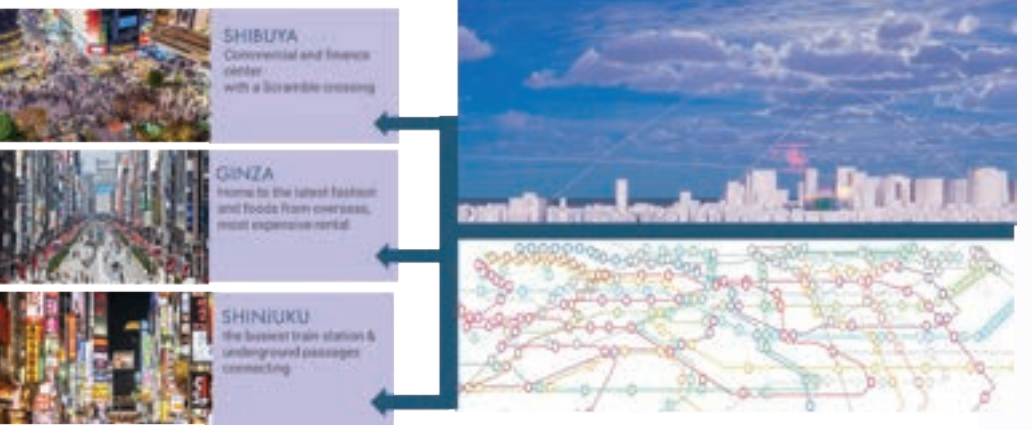 SHIBUYA
Commercial and finance
center
with a Scramble crossing
GINZA
Home to the latest fashion
and foods from overseas,
most expensive rental
SHINJUKU
the busiest train station &
underground passages
connecting